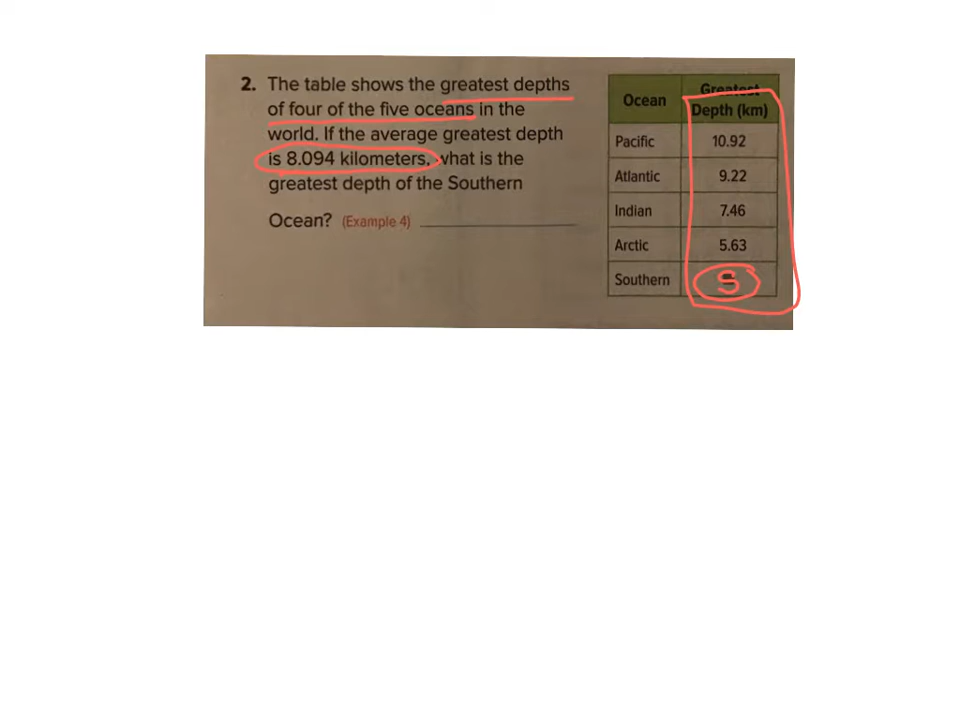 2. The table shows the greatest depths
of four of the five oceans in the
world. If the average greatest depth
is 8.094 kilometers, what is the
greatest depth of the Southern
Ocean? (Example 4)
Ocean Greatest Depth (km)
Pacific 10.92
Atlantic 9.22
Indian 7.46
Arctic 5.63
Southern S